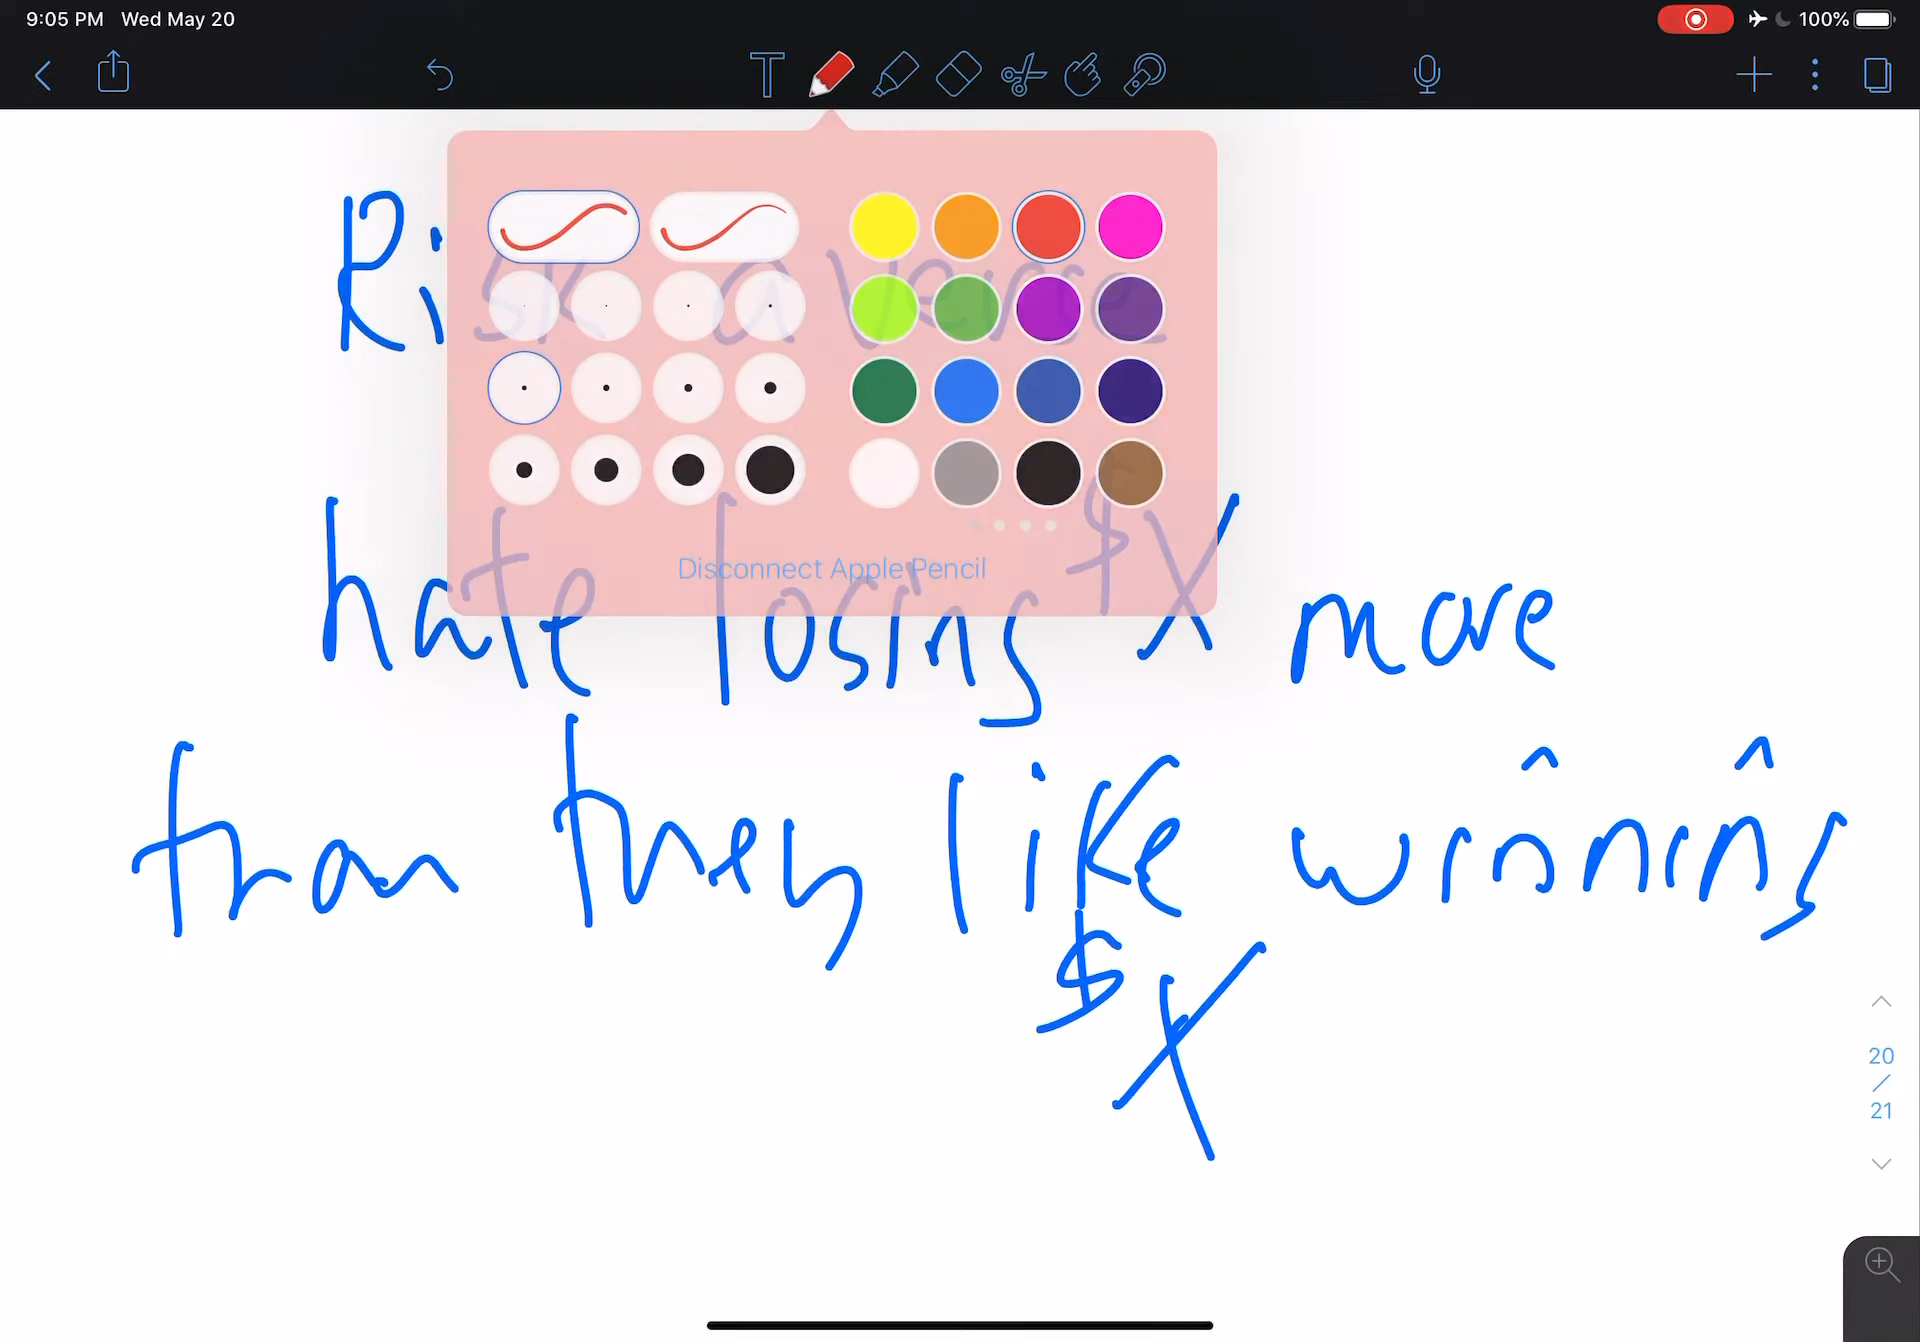 9:05 PM Wed May 20
100%
T
Risk averse
Disconnect Apple Pencil
hate losing $X more
than they like winning
$X
20
/
21